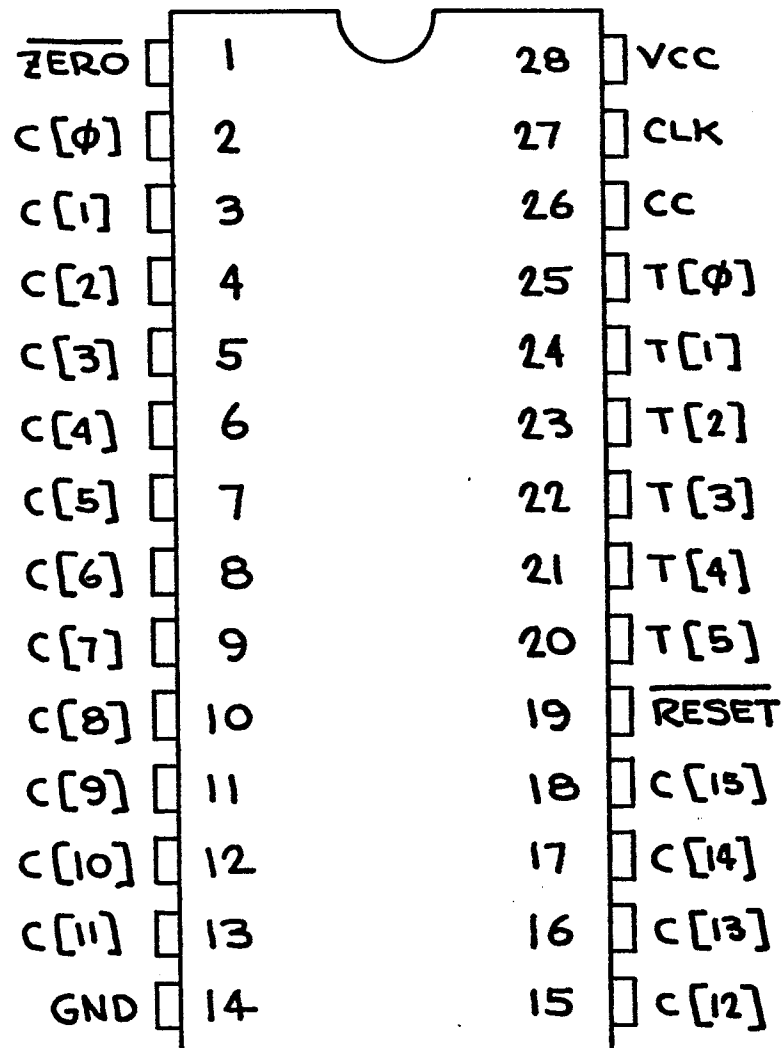 Z̅E̅R̅O̅ 1 28 VCC
C[φ] 2 27 CLK
C[1] 3 26 CC
C[2] 4 25 T[φ]
C[3] 5 24 T[1]
C[4] 6 23 T[2]
C[5] 7 22 T[3]
C[6] 8 21 T[4]
C[7] 9 20 T[5]
C[8] 10 19 R̅E̅S̅E̅T̅
C[9] 11 18 C[15]
C[10] 12 17 C[14]
C[11] 13 16 C[13]
GND 14 15 C[12]